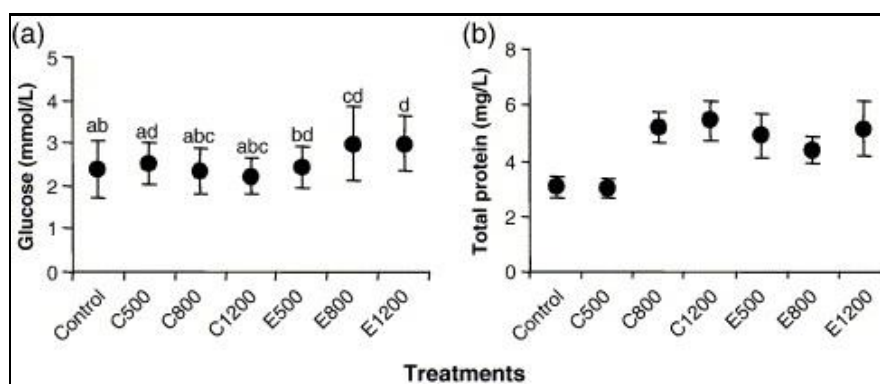 (a)
Glucose (mmol/L)
5
4
3
2
1
0
ab
ad
abc
abc
bd
cd
d
Control
C500
C800
C1200
E500
E800
E1200
(b)
Total protein (mg/L)
8
6
4
2
0
Control
C500
C800
C1200
E500
E800
E1200
Treatments